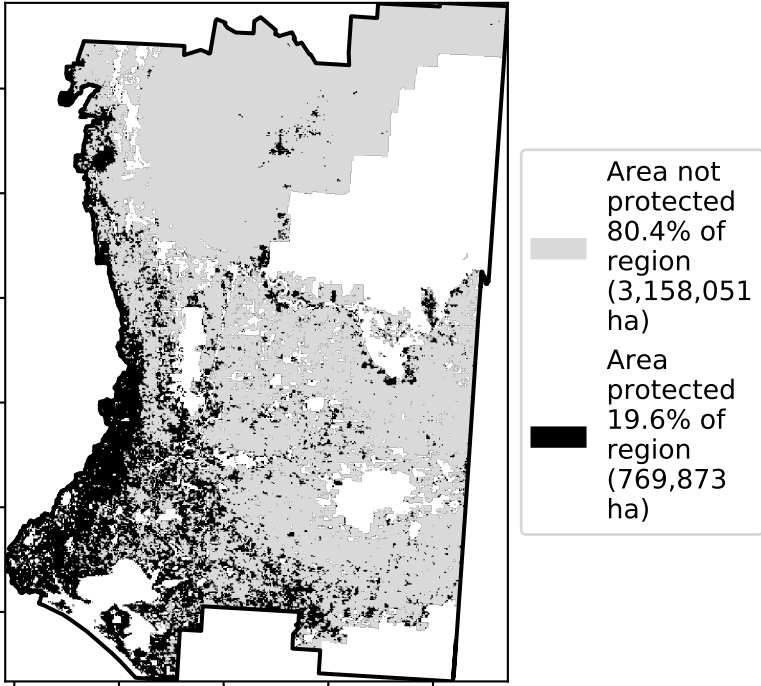 Area not
protected
80.4% of
region
(3,158,051
ha)
Area
protected
19.6% of
region
(769,873
ha)